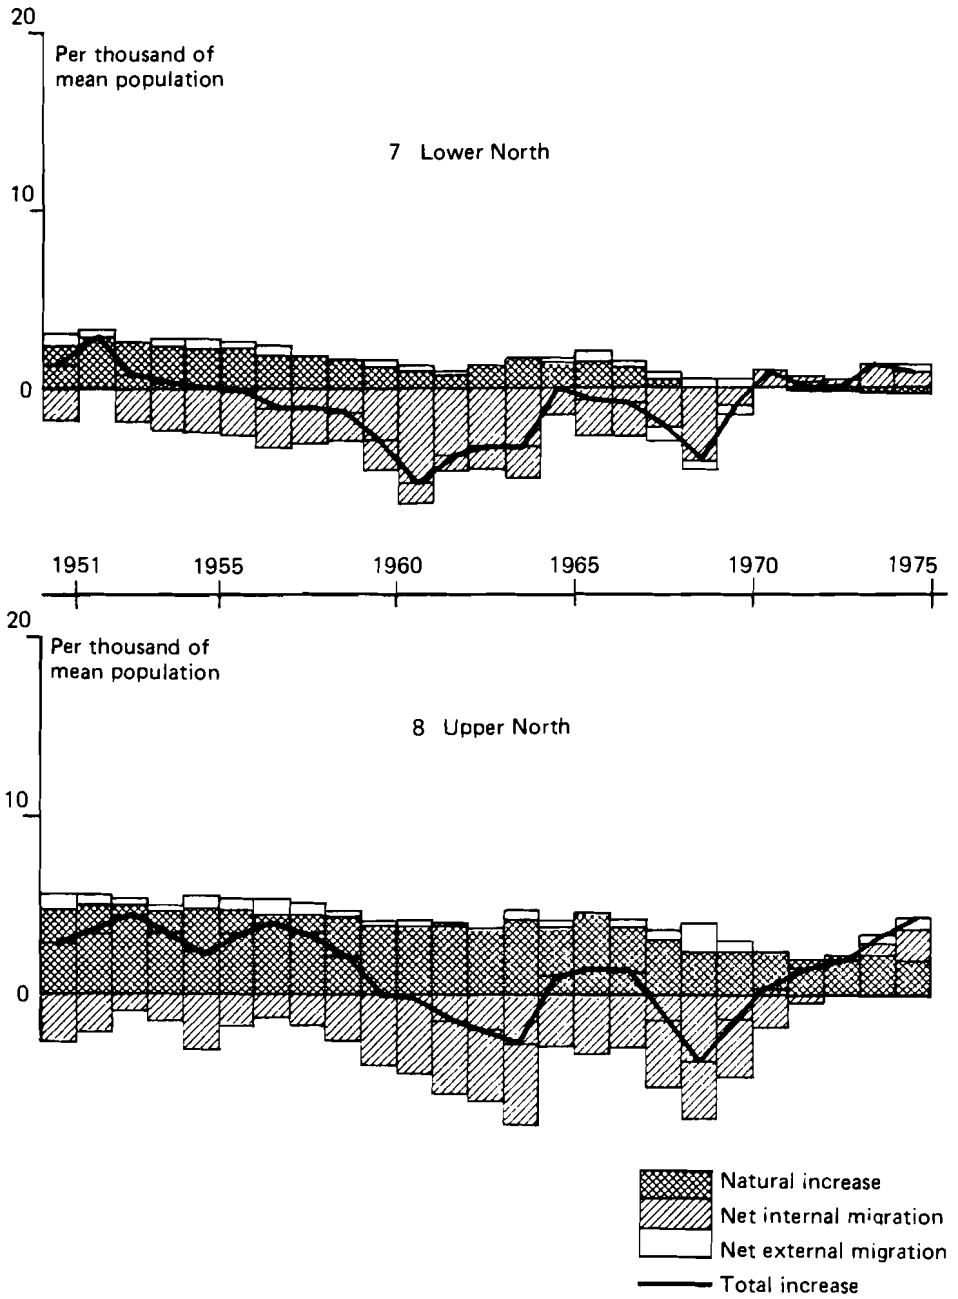 20
Per thousand of
mean population
7 Lower North
10
0
1951 1955 1960 1965 1970 1975
20
Per thousand of
mean population
8 Upper North
10
0
Natural increase
Net internal migration
Net external migration
Total increase